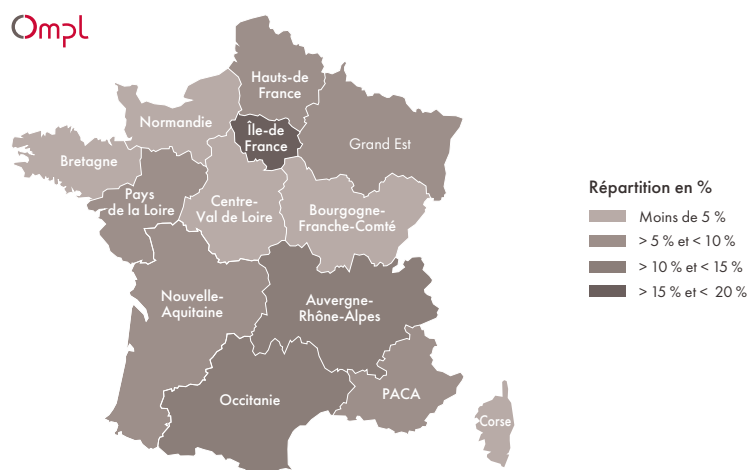 Ompl
Hauts-de
France
Normandie
Île-de
France
Grand Est
Bretagne
Pays
de la Loire
Centre-
Val de Loire
Bourgogne-
Franche-Comté
Répartition en %
Moins de 5 %
> 5 % et < 10 %
> 10 % et < 15 %
> 15 % et < 20 %
Nouvelle-
Aquitaine
Auvergne-
Rhône-Alpes
Occitanie
PACA
Corse